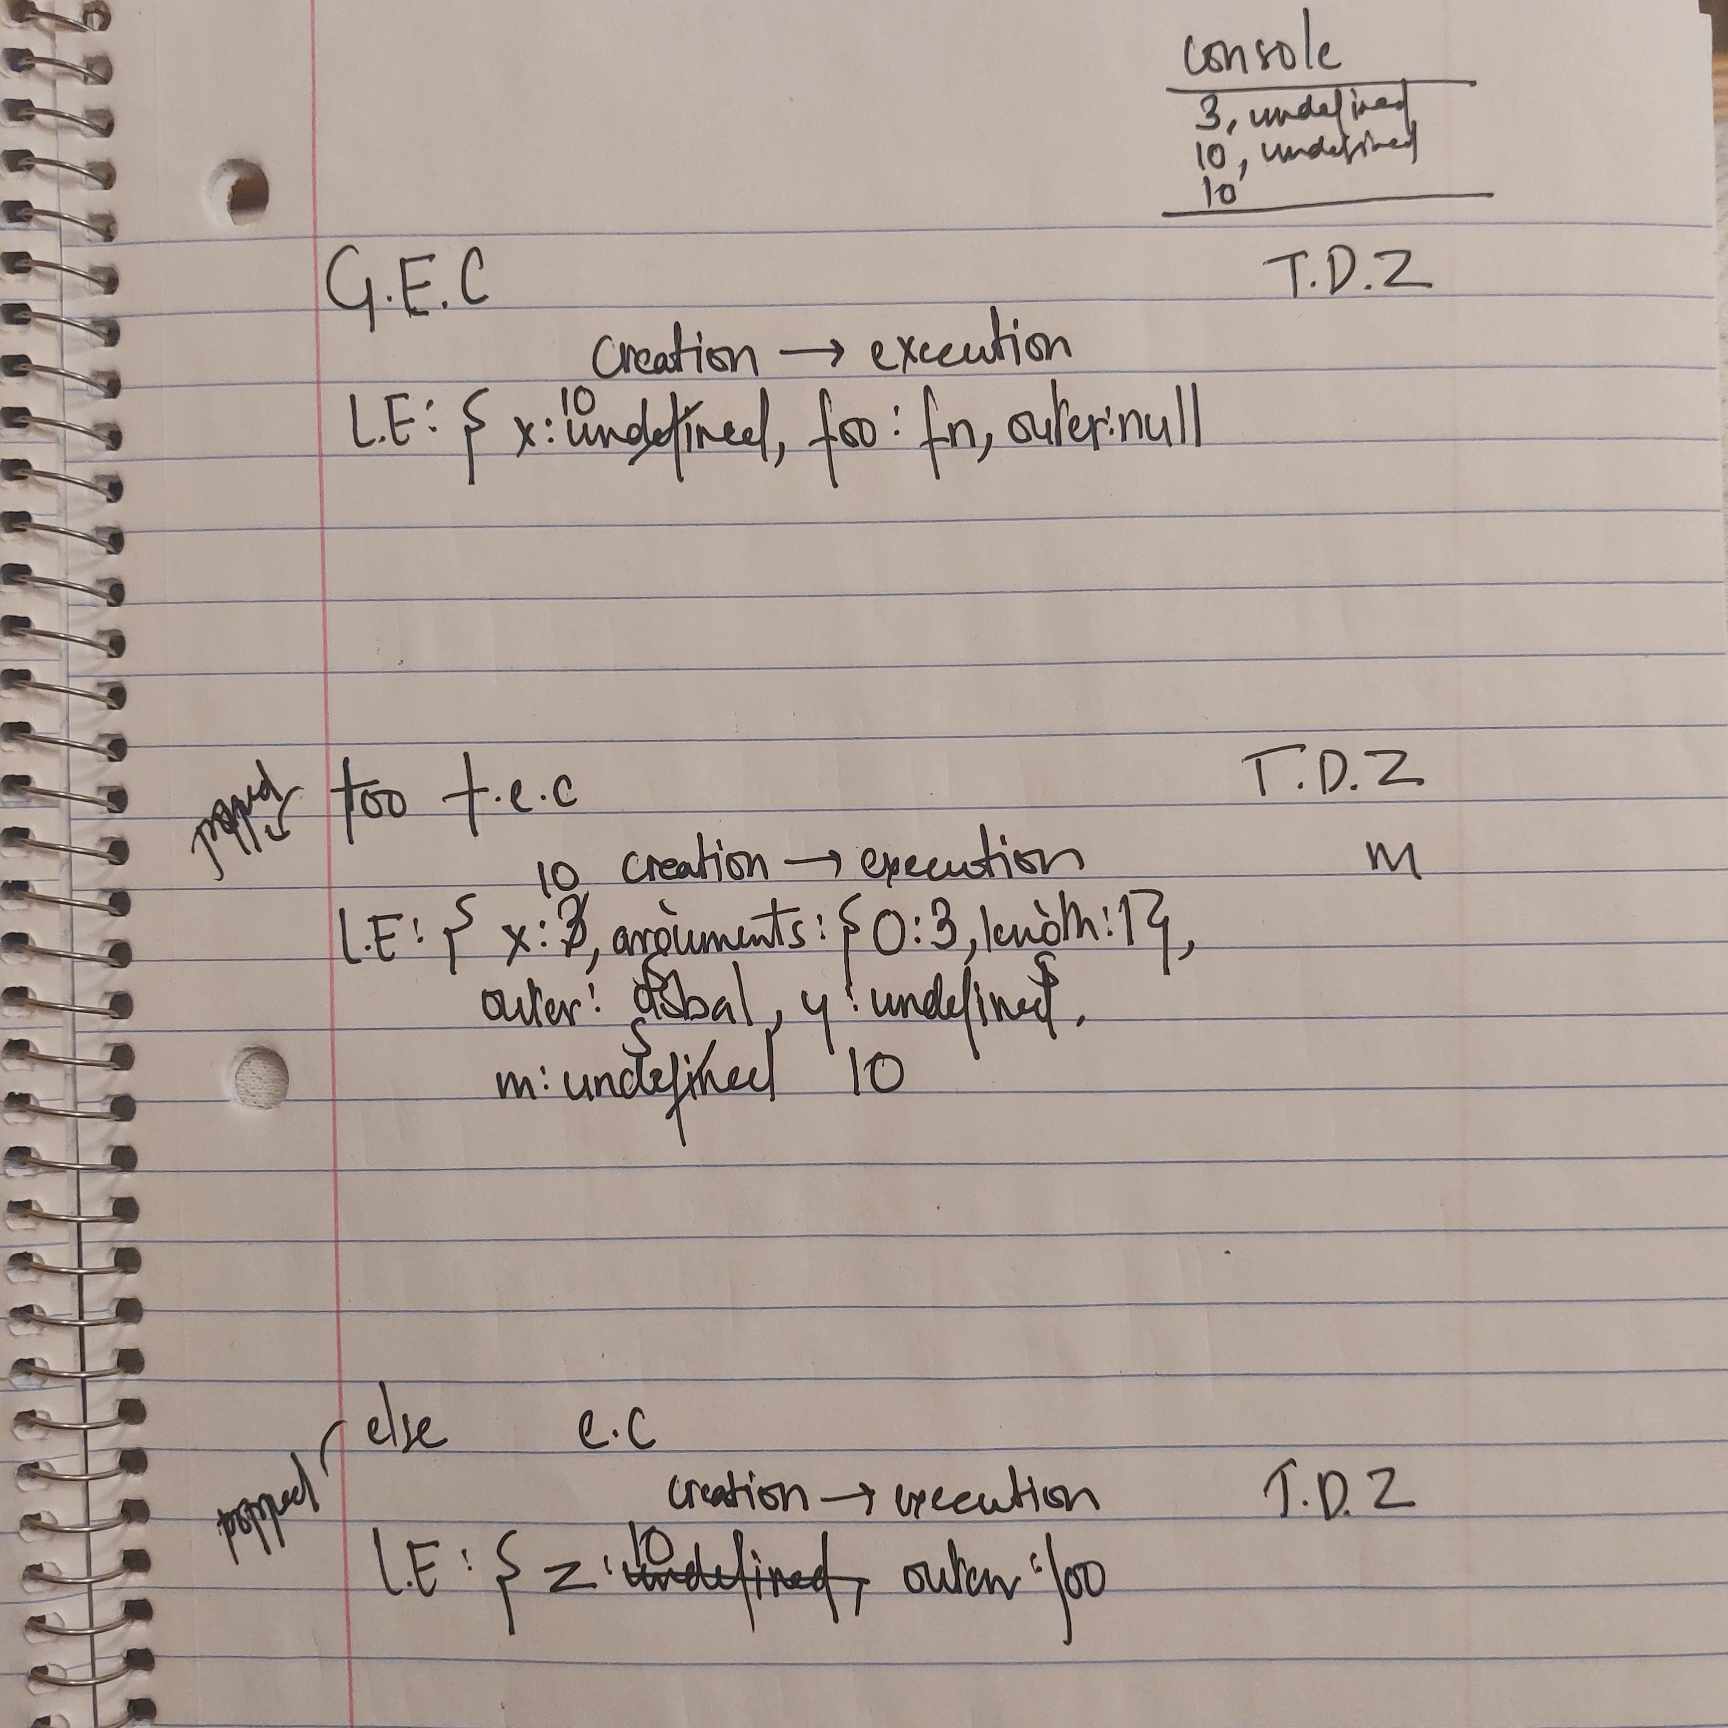 console
3, undefined
10, undefined
10
G.E.C T.D.Z
creation → execution
10
L.E: { x: undefined, foo: fn, outer:null
popped foo f.e.c T.D.Z
10 creation → execution m
L.E: { x: 3, arguments: { 0:3, length:1},
outer: global, y: undefined,
m: undefined 10
else e.c
popped creation → execution T.D.Z
10
L.E: { z: undefined, outer: foo